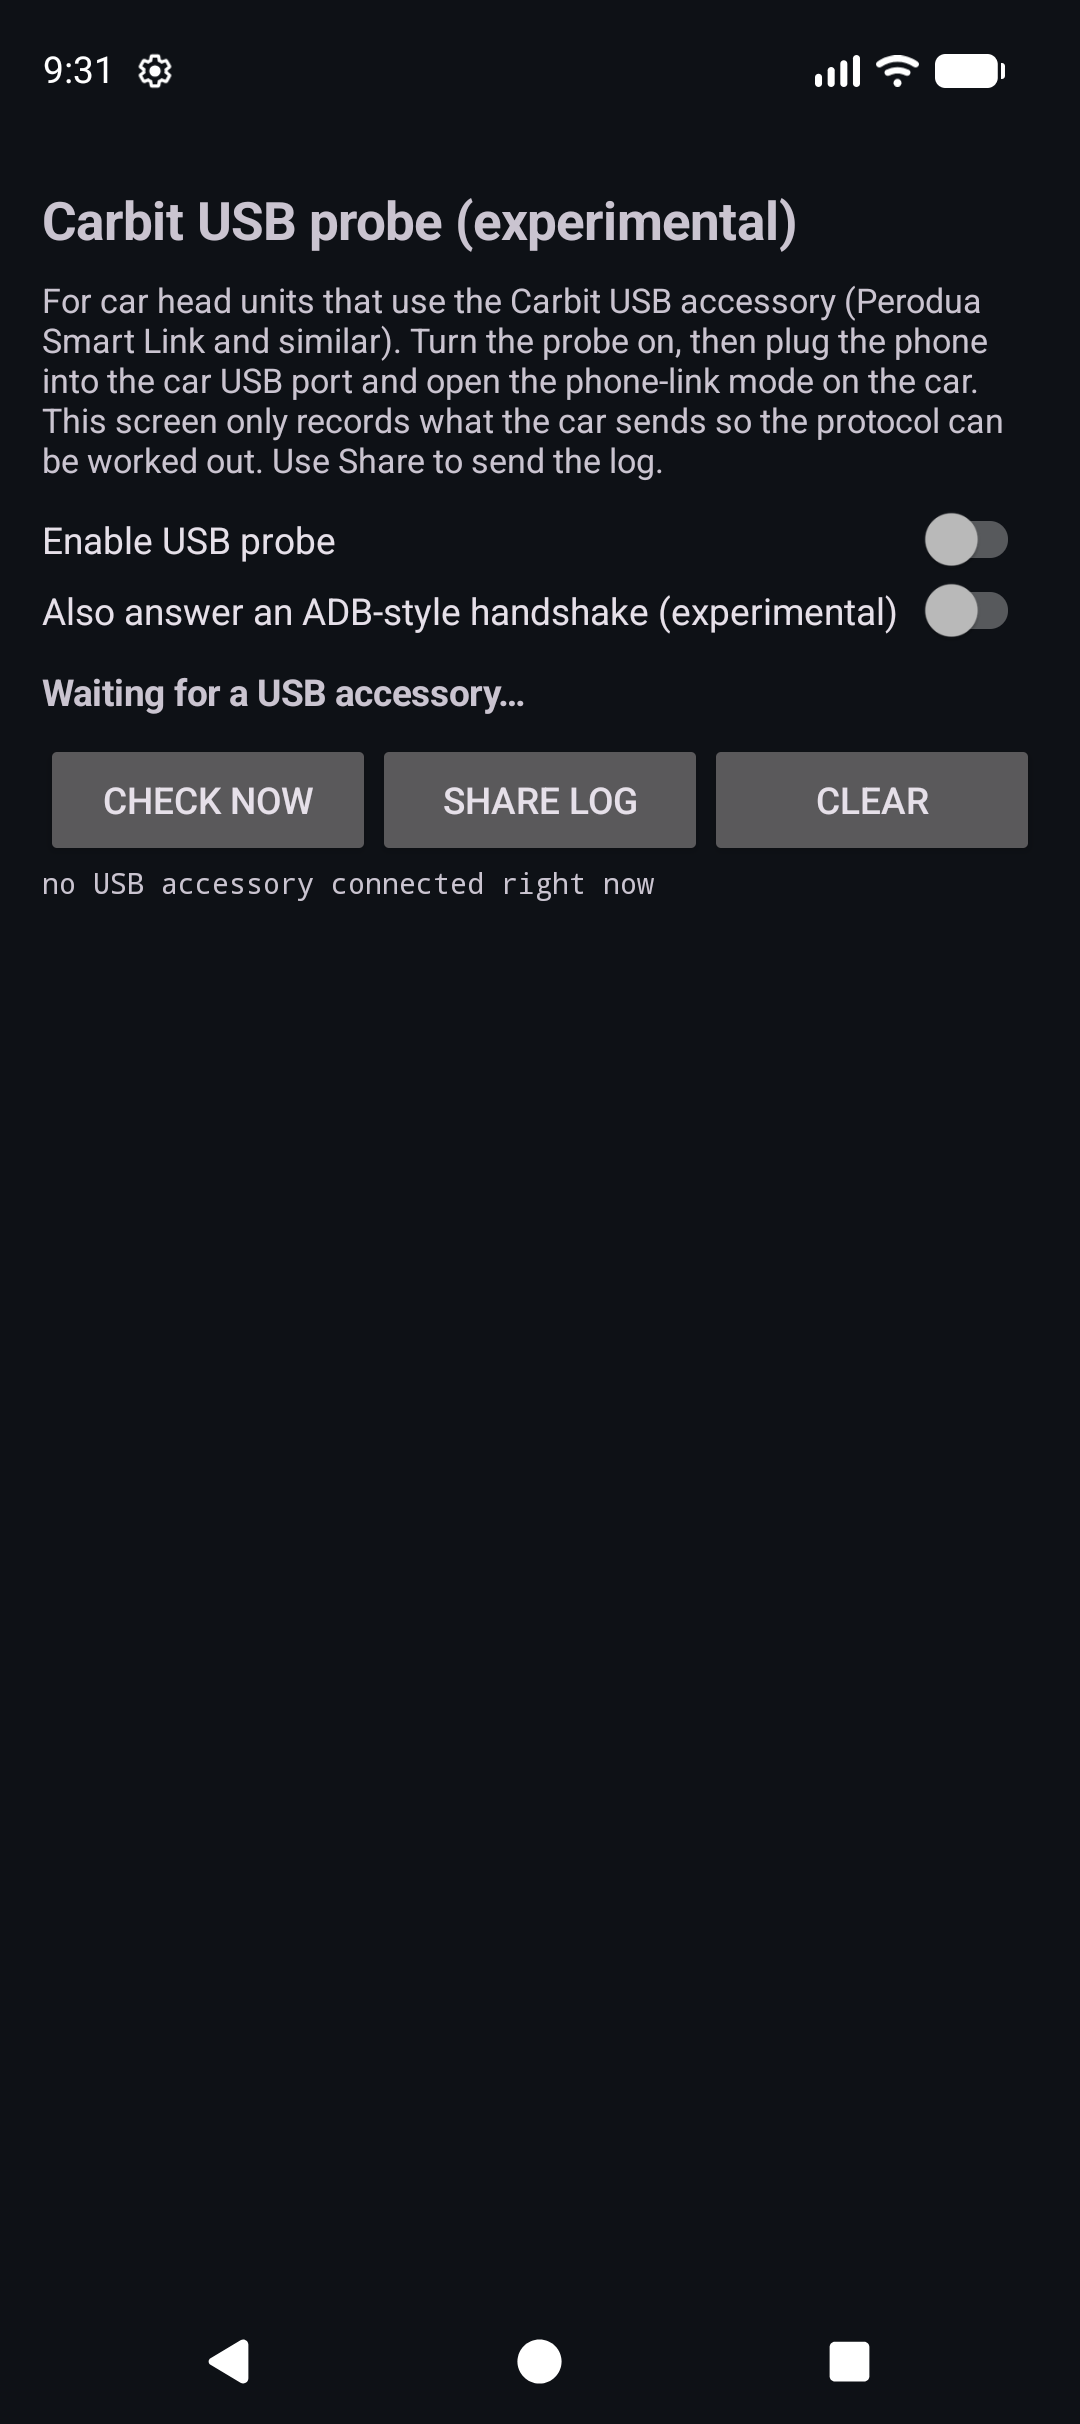 9:31
Carbit USB probe (experimental)
For car head units that use the Carbit USB accessory (Perodua
Smart Link and similar). Turn the probe on, then plug the phone
into the car USB port and open the phone-link mode on the car.
This screen only records what the car sends so the protocol can
be worked out. Use Share to send the log.
Enable USB probe
Also answer an ADB-style handshake (experimental)
Waiting for a USB accessory…
CHECK NOW
SHARE LOG
CLEAR
no USB accessory connected right now